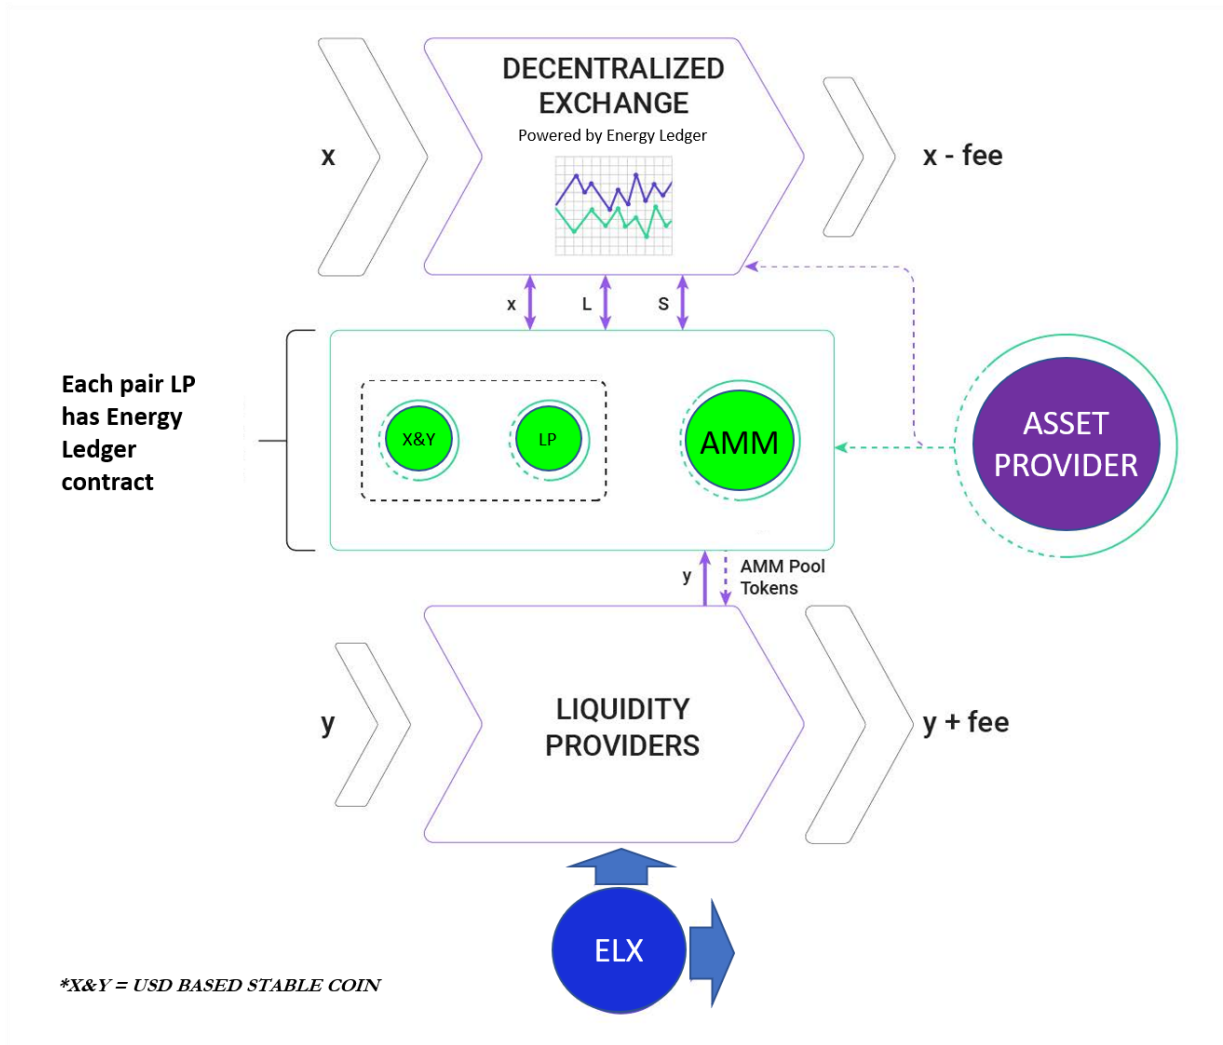 DECENTRALIZED
EXCHANGE
Powered by Energy Ledger
x
x - fee
x
L
S
Each pair LP
has Energy
Ledger
contract
X&Y
LP
AMM
ASSET
PROVIDER
y
AMM Pool
Tokens
y
LIQUIDITY
PROVIDERS
y + fee
ELX
*X&Y = USD BASED STABLE COIN